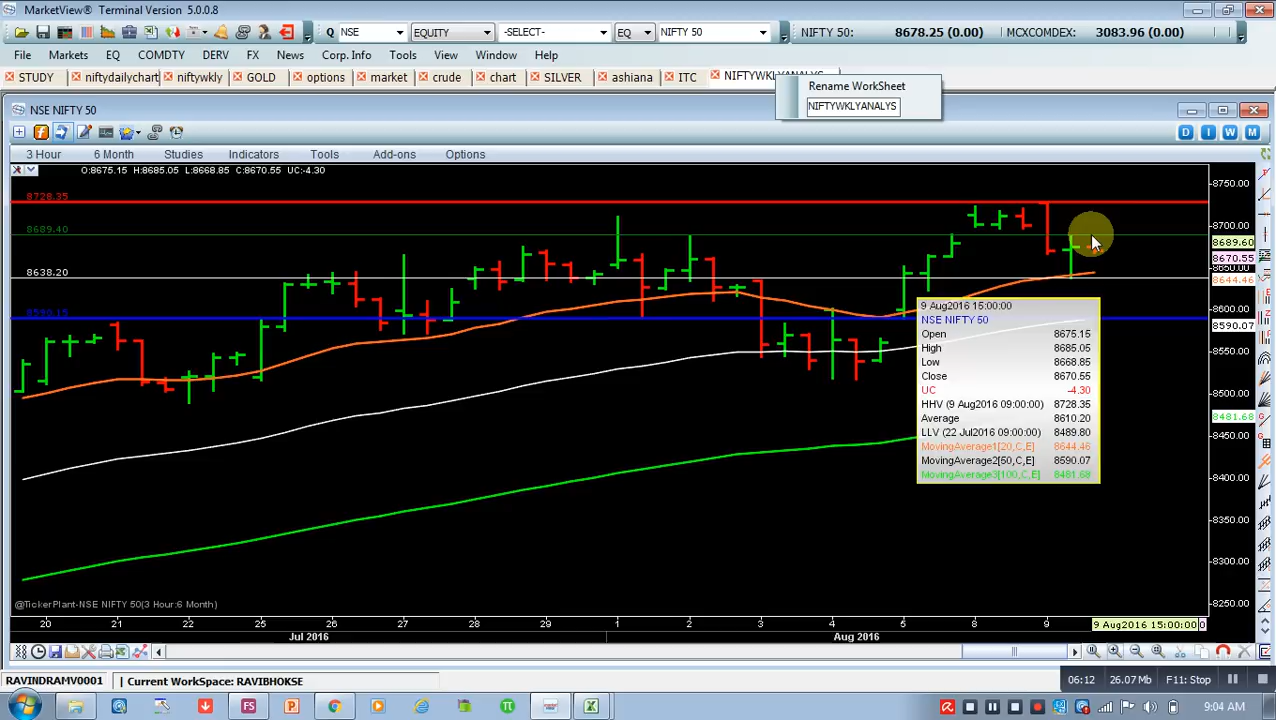 MarketView® Terminal Version 5.0.0.8
Q NSE EQUITY -SELECT- EQ NIFTY 50 NIFTY 50: 8678.25 (0.00) MCXCOMDEX: 3083.96 (0.00)
File Markets EQ COMTDY DERV FX News Corp. Info Tools View Window Help
STUDY niftydailychart niftywkly GOLD options market crude chart SILVER ashiana ITC NIFTYWKLYANALYS
Rename WorkSheet
NIFTYWKLYANALYS
NSE NIFTY 50
D I W M
3 Hour 6 Month Studies Indicators Tools Add-ons Options
O:8675.15 H:8685.05 L:8668.85 C:8670.55 UC:-4.30
8750.00
8728.35
8700.00
8689.40
8689.60
8670.55
8650.00
8638.20
8644.46
8600.00
8590.15
8590.07
8550.00
8500.00
8481.68
8450.00
8400.00
8350.00
8300.00
8250.00
9 Aug2016 15:00:00
NSE NIFTY 50
Open 8675.15
High 8685.05
Low 8668.85
Close 8670.55
UC -4.30
HHV (9 Aug2016 09:00:00) 8728.35
Average 8610.20
LLV (22 Jul2016 09:00:00) 8489.80
MovingAverage1[20,C,E] 8644.46
MovingAverage2[50,C,E] 8590.07
MovingAverage3[100,C,E] 8481.68
@TickerPlant-NSE NIFTY 50(3 Hour:6 Month)
20 21 22 25 26 27 28 29 1 2 3 4 5 8 9 9 Aug2016 15:00:00
Jul 2016 Aug 2016
RAVINDRAMV0001 Current WorkSpace: RAVIBHOKSE
06:12 26.07 Mb F11: Stop
9:04 AM